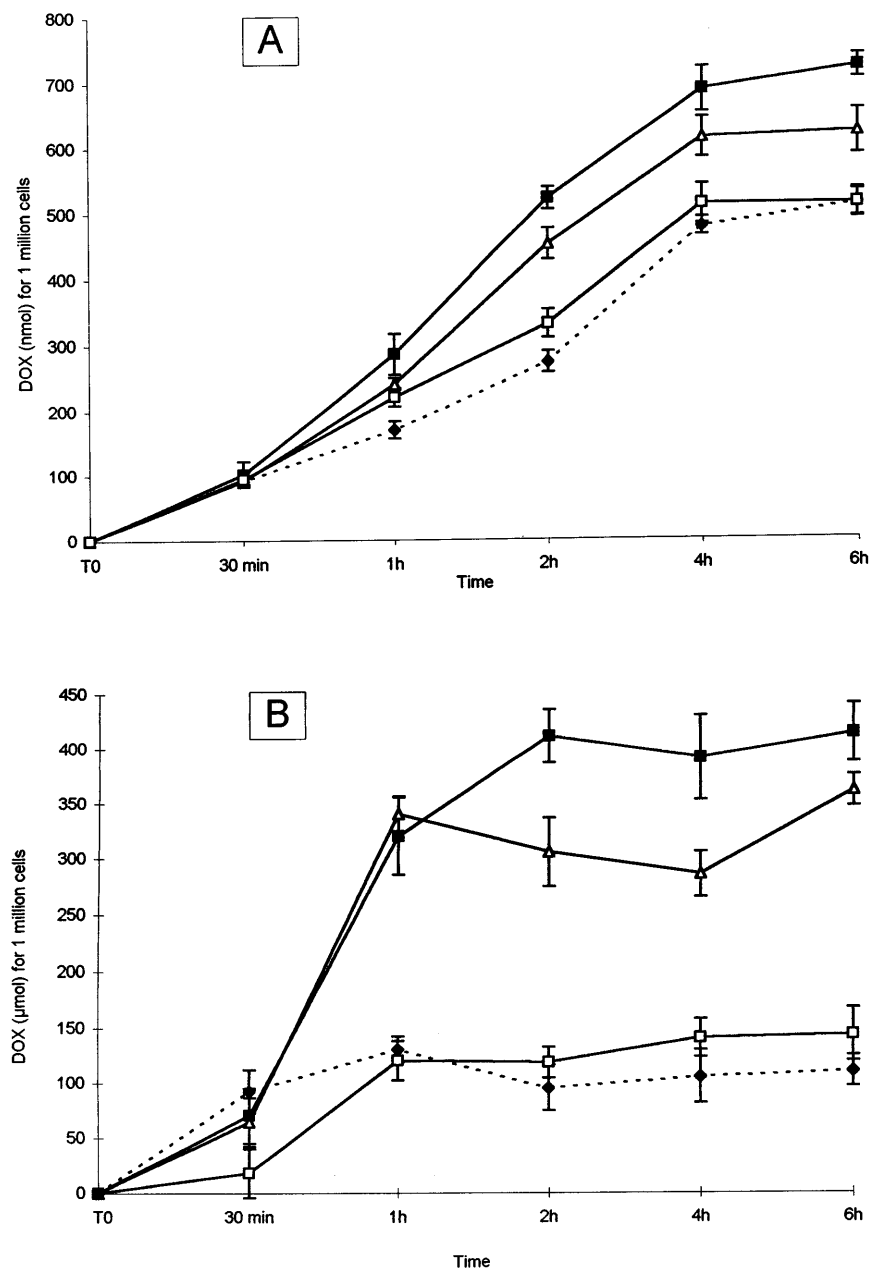 A
800
700
600
500
400
300
200
100
0
DOX (nmol) for 1 million cells
T0 30 min 1h 2h 4h 6h
Time
B
450
400
350
300
250
200
150
100
50
0
DOX (µmol) for 1 million cells
T0 30 min 1h 2h 4h 6h
Time